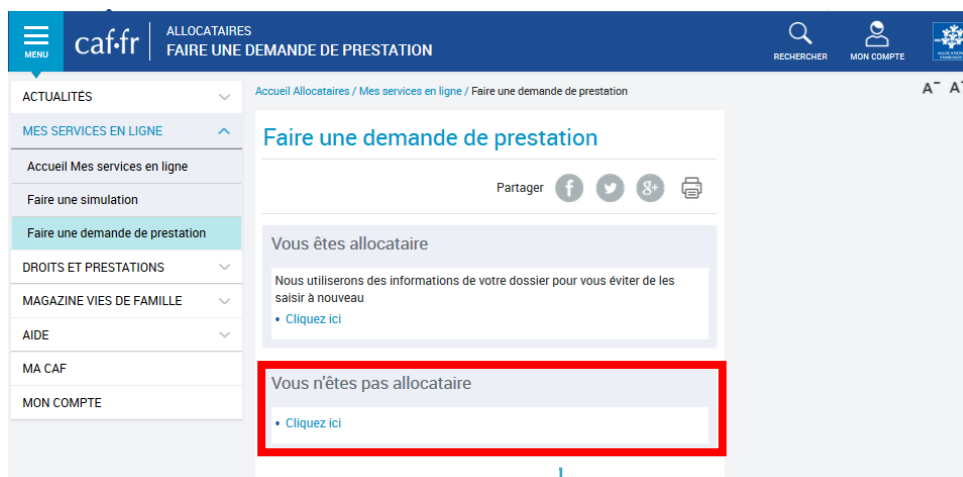 MENU
caf.fr
ALLOCATAIRES
FAIRE UNE DEMANDE DE PRESTATION
RECHERCHER
MON COMPTE
ACTUALITÉS
MES SERVICES EN LIGNE
Accueil Mes services en ligne
Faire une simulation
Faire une demande de prestation
DROITS ET PRESTATIONS
MAGAZINE VIES DE FAMILLE
AIDE
MA CAF
MON COMPTE
Accueil Allocataires / Mes services en ligne / Faire une demande de prestation
A⁻ A
Faire une demande de prestation
Partager
f
8+
Vous êtes allocataire
Nous utiliserons des informations de votre dossier pour vous éviter de les
saisir à nouveau
• Cliquez ici
Vous n'êtes pas allocataire
• Cliquez ici